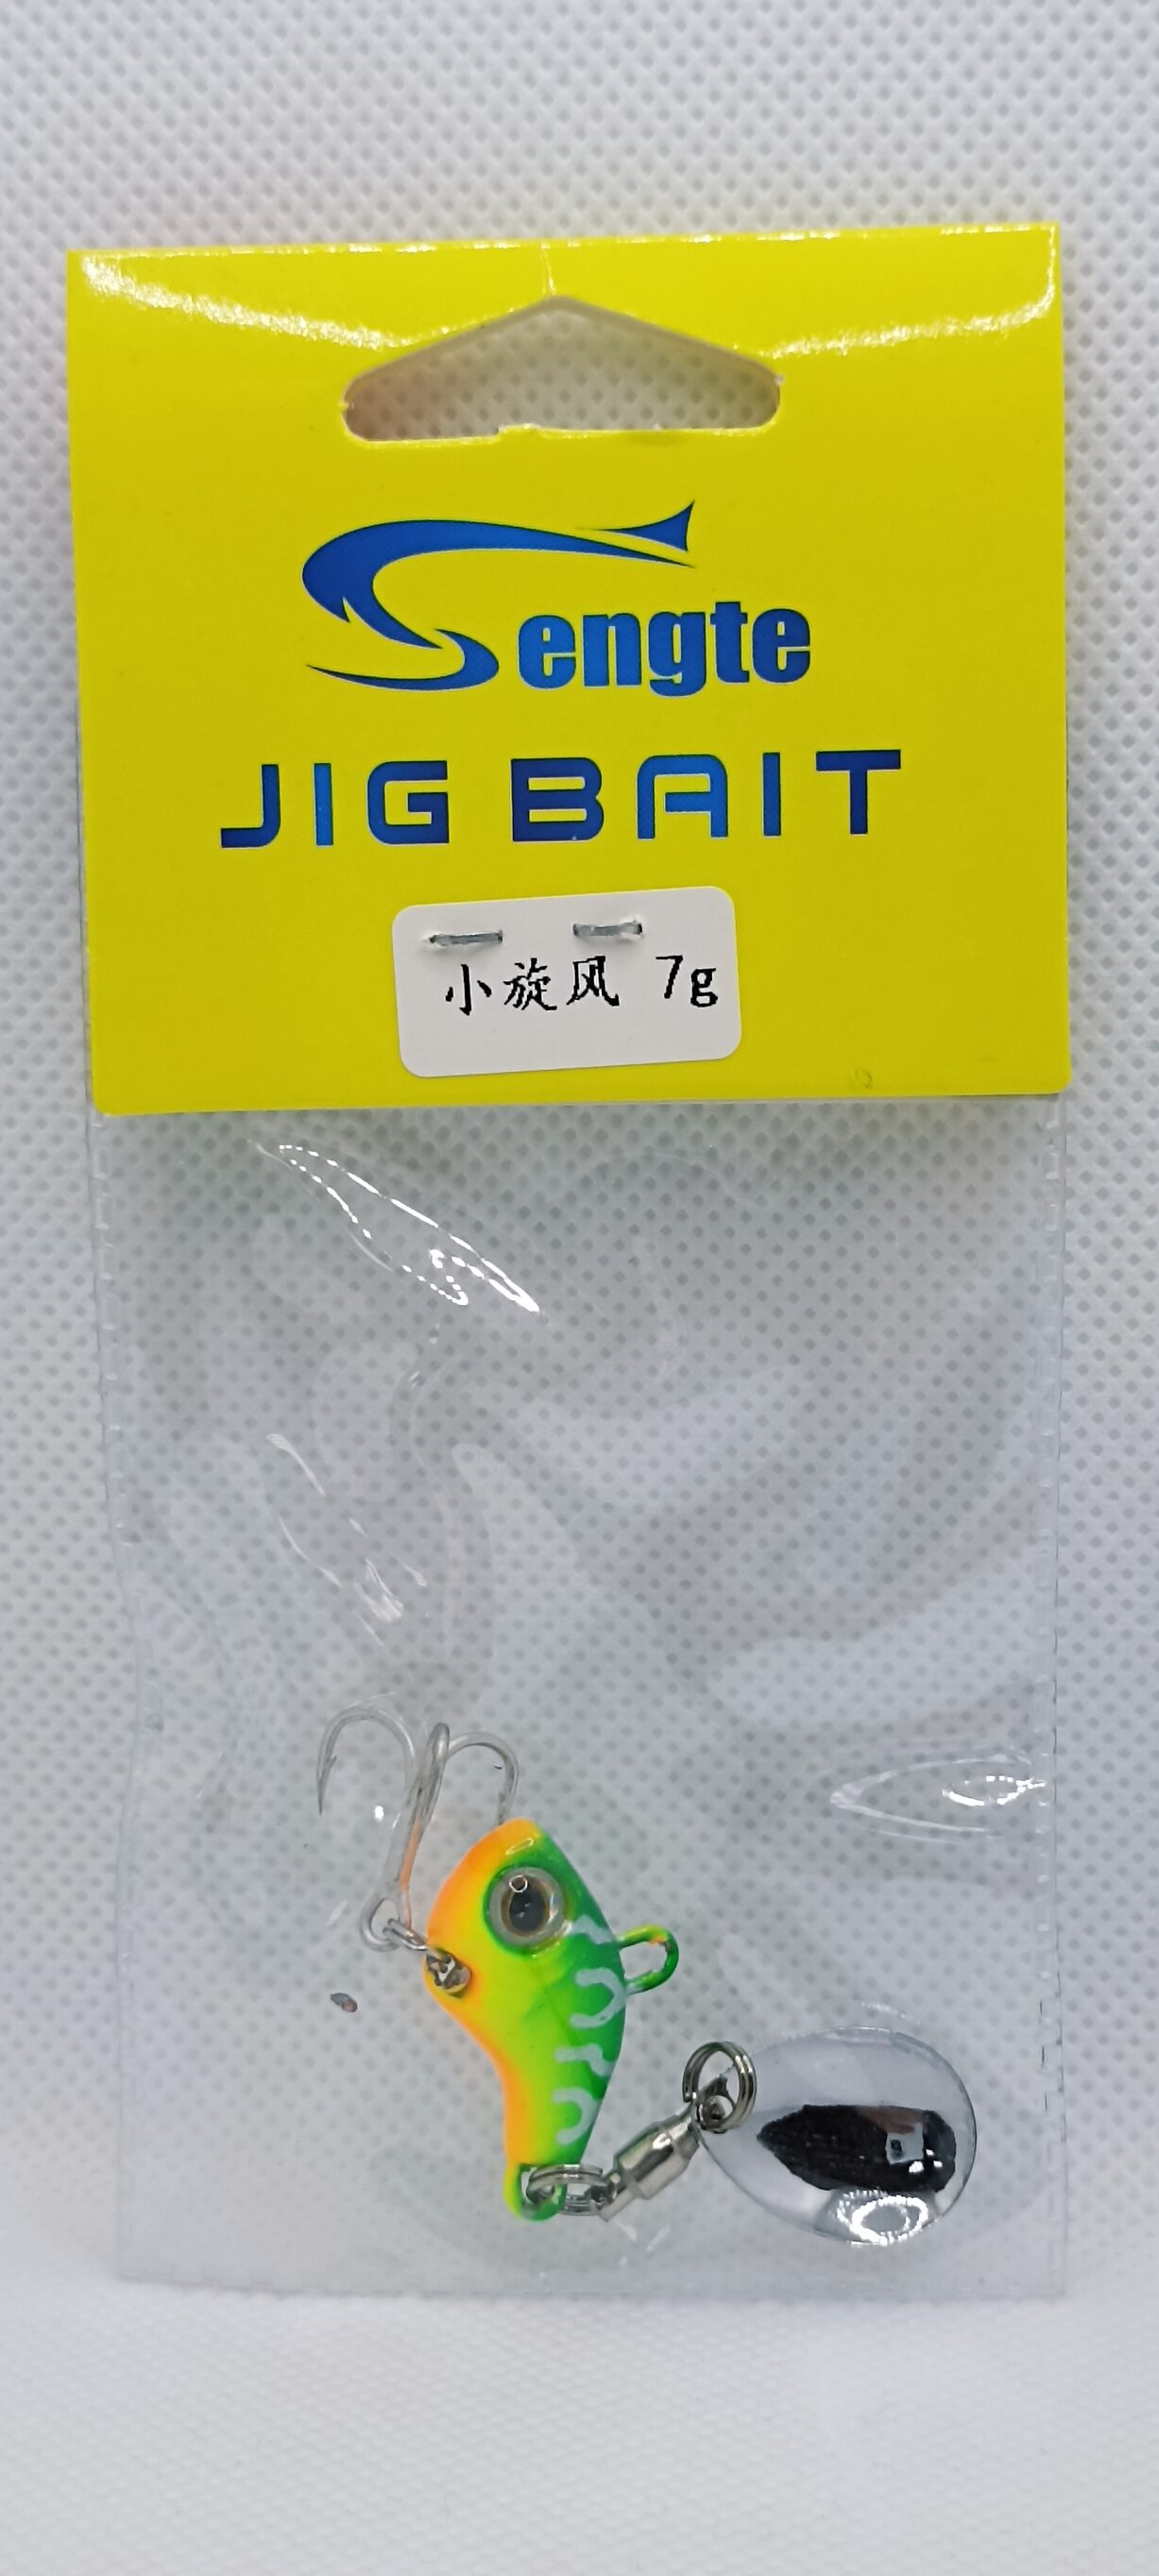 Sengte
JIG BAIT
小旋风 7g